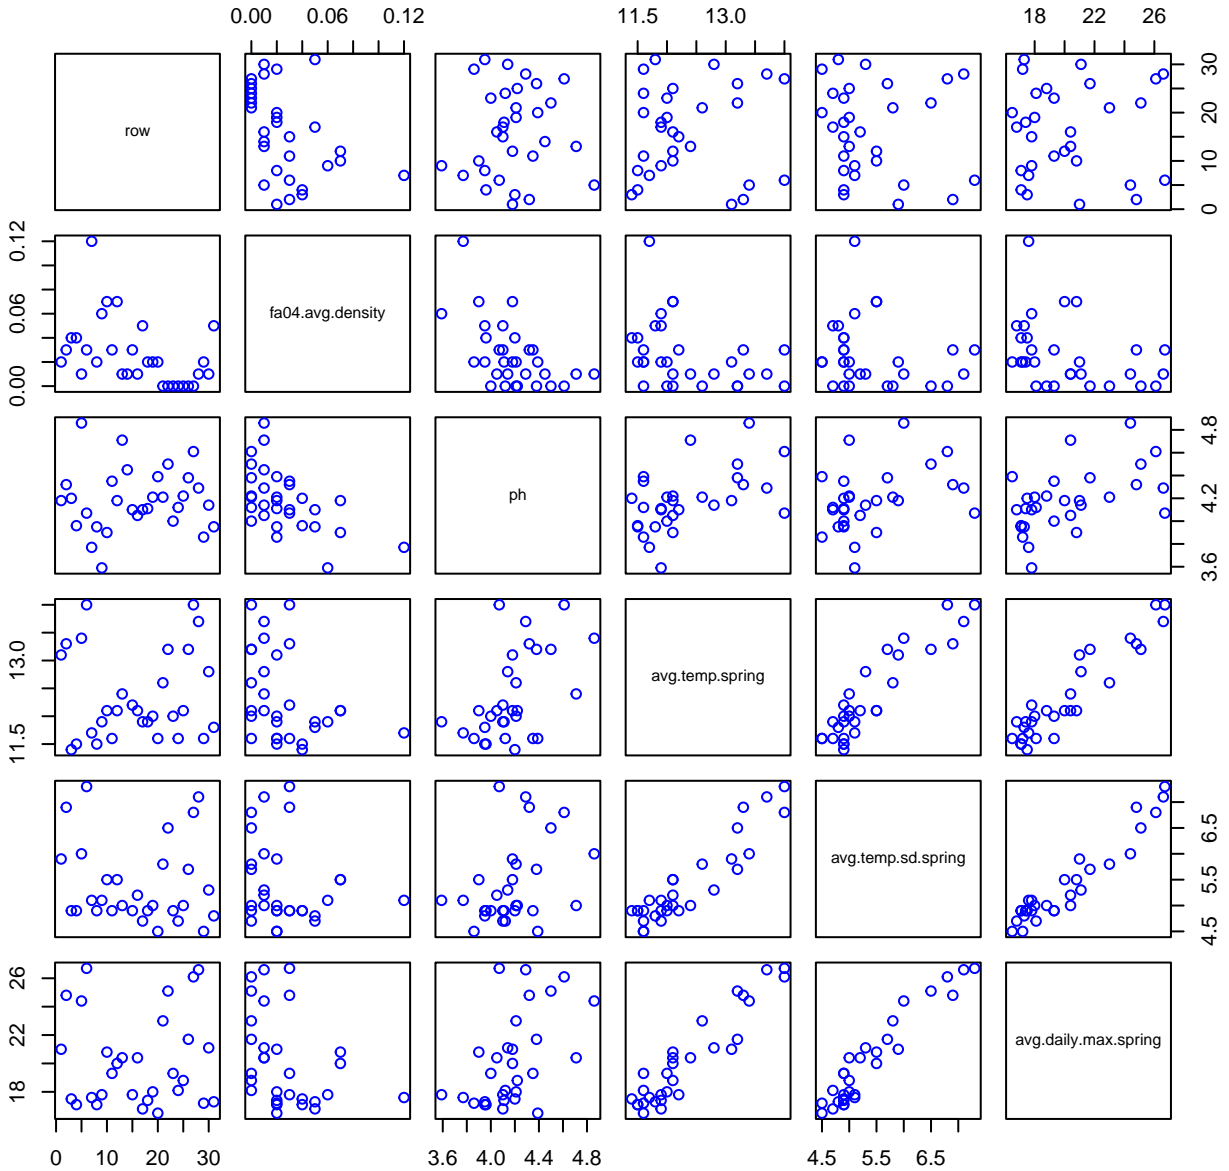 0.00 0.06 0.12 11.5 13.0 18 22 26
row 0 10 20 30
0.00 0.06 0.12 fa04.avg.density
ph 3.6 4.2 4.8
11.5 13.0 avg.temp.spring
avg.temp.sd.spring 4.5 5.5 6.5
18 22 26 avg.daily.max.spring
0 10 20 30 3.6 4.0 4.4 4.8 4.5 5.5 6.5